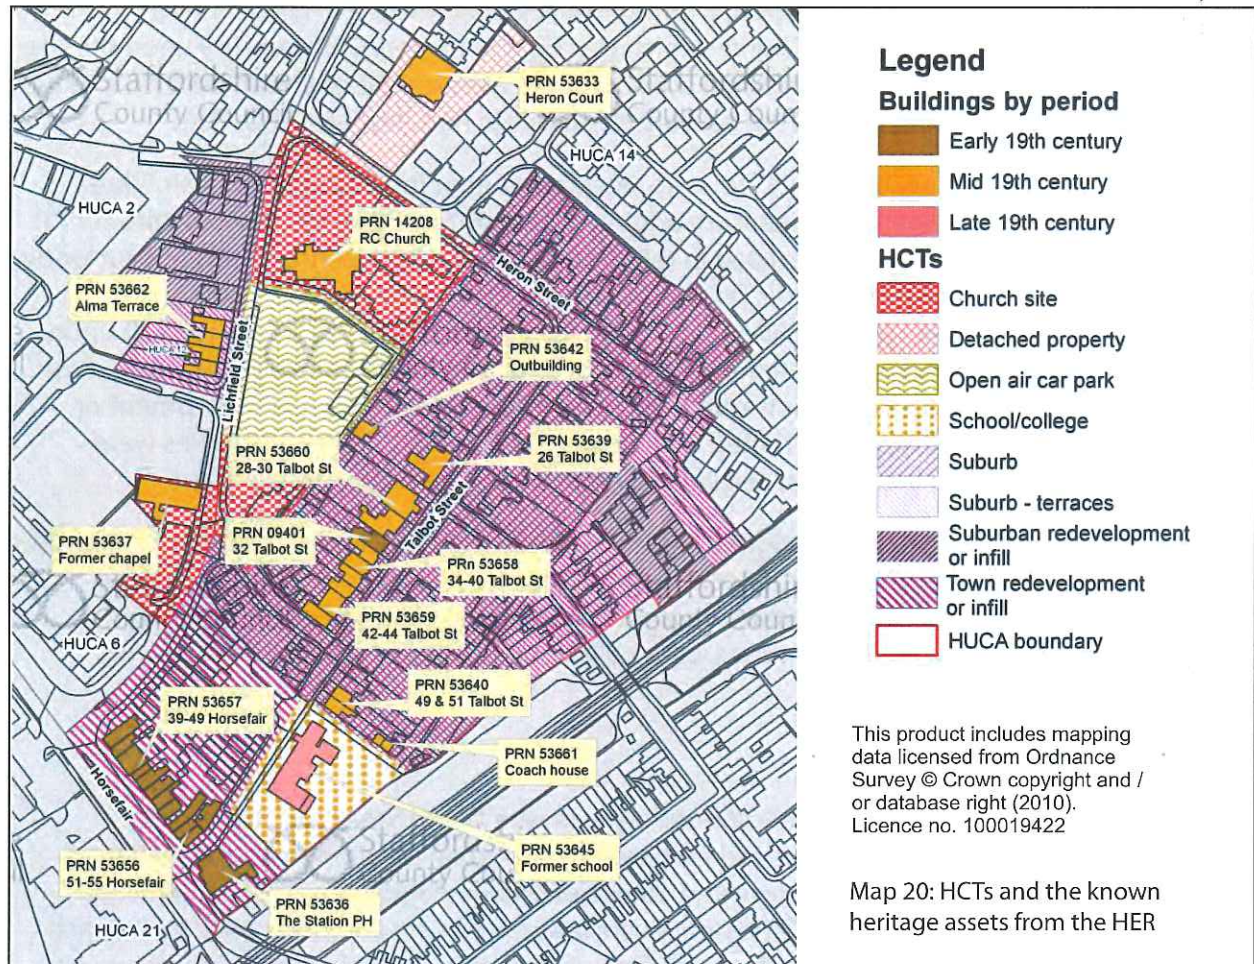 Staffordshire
County Council
PRN 53633
Heron Court
HUCA 14
HUCA 2
PRN 14208
RC Church
PRN 53662
Alma Terrace
Heron Street
Lichfield Street
PRN 53642
Outbuilding
PRN 53660
28-30 Talbot St
PRN 53639
26 Talbot St
Talbot Street
PRN 09401
32 Talbot St
PRN 53637
Former chapel
PRn 53658
34-40 Talbot St
PRN 53659
42-44 Talbot St
HUCA 6
PRN 53657
39-49 Horsefair
PRN 53640
49 & 51 Talbot St
PRN 53661
Coach house
Horsefair
PRN 53656
51-55 Horsefair
PRN 53645
Former school
PRN 53636
The Station PH
HUCA 21
Legend
Buildings by period
Early 19th century
Mid 19th century
Late 19th century
HCTs
Church site
Detached property
Open air car park
School/college
Suburb
Suburb - terraces
Suburban redevelopment
or infill
Town redevelopment
or infill
HUCA boundary
This product includes mapping
data licensed from Ordnance
Survey © Crown copyright and /
or database right (2010).
Licence no. 100019422
Map 20: HCTs and the known
heritage assets from the HER